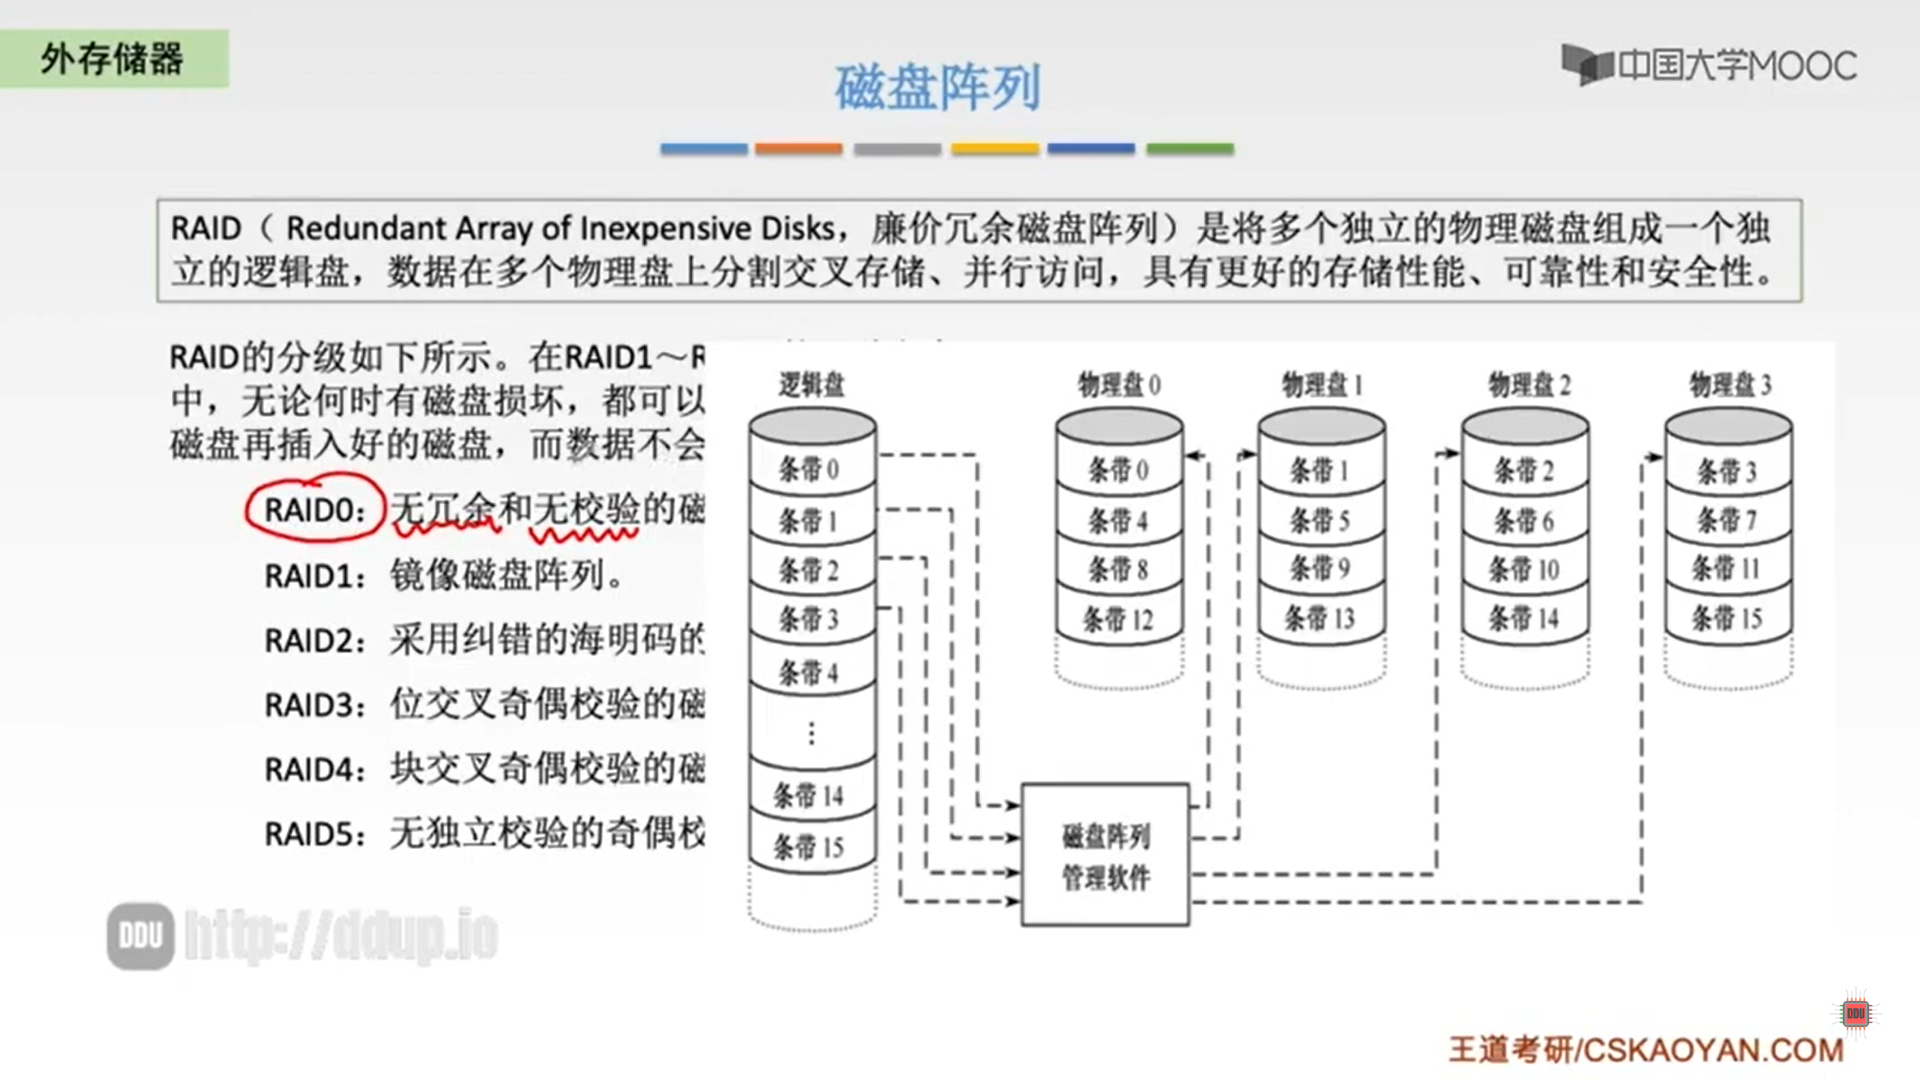 外存储器
中国大学MOOC
磁盘阵列
RAID（ Redundant Array of Inexpensive Disks，廉价冗余磁盘阵列）是将多个独立的物理磁盘组成一个独
立的逻辑盘，数据在多个物理盘上分割交叉存储、并行访问，具有更好的存储性能、可靠性和安全性。
RAID的分级如下所示。在RAID1～R
中，无论何时有磁盘损坏，都可以
磁盘再插入好的磁盘，而数据不会
RAID0：无冗余和无校验的磁
RAID1：镜像磁盘阵列。
RAID2：采用纠错的海明码的
RAID3：位交叉奇偶校验的磁
RAID4：块交叉奇偶校验的磁
RAID5：无独立校验的奇偶校
逻辑盘
条带 0
条带 1
条带 2
条带 3
条带 4
⋮
条带 14
条带 15
物理盘 0
条带 0
条带 4
条带 8
条带 12
物理盘 1
条带 1
条带 5
条带 9
条带 13
物理盘 2
条带 2
条带 6
条带 10
条带 14
物理盘 3
条带 3
条带 7
条带 11
条带 15
磁盘阵列
管理软件
DDU http://ddup.io
DDU
王道考研/CSKAOYAN.COM